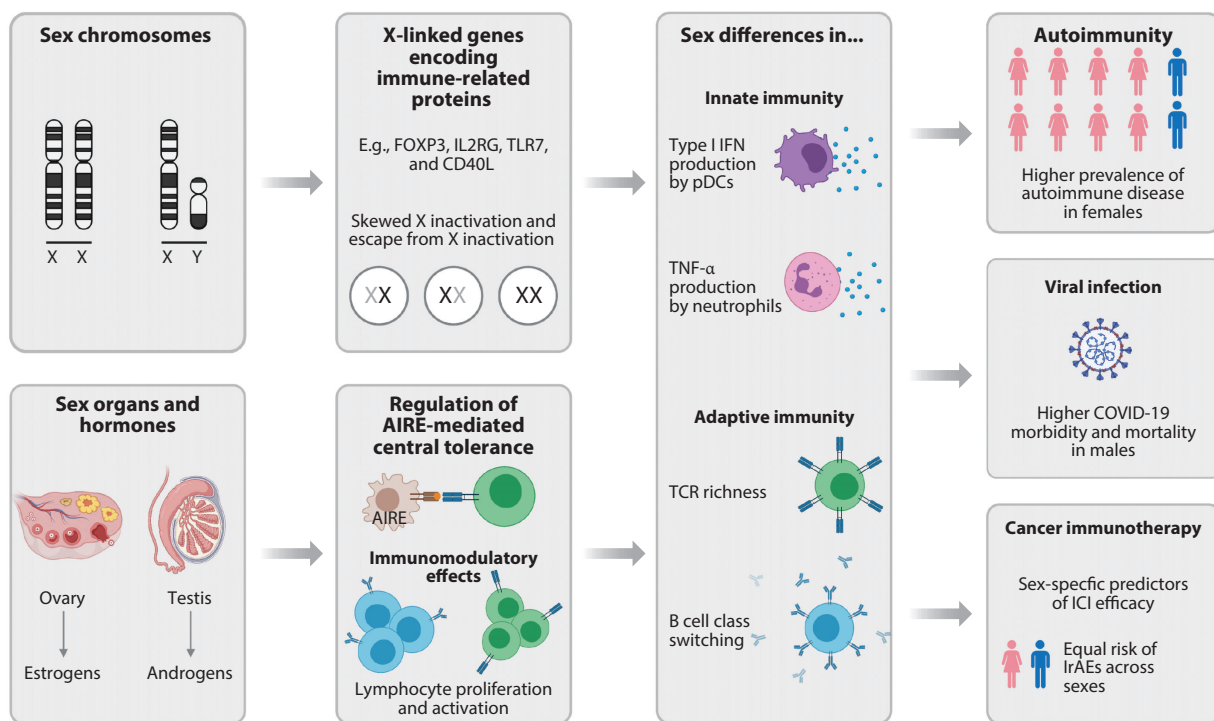 Sex chromosomes
X X
X Y
X-linked genes
encoding
immune-related
proteins
E.g., FOXP3, IL2RG, TLR7,
and CD40L
Skewed X inactivation and
escape from X inactivation
XX
XX
XX
Sex organs and
hormones
Ovary
Testis
Estrogens
Androgens
Regulation of
AIRE-mediated
central tolerance
AIRE
Immunomodulatory
effects
Lymphocyte proliferation
and activation
Sex differences in...
Innate immunity
Type I IFN
production
by pDCs
TNF-α
production
by neutrophils
Adaptive immunity
TCR richness
B cell class
switching
Autoimmunity
Higher prevalence of
autoimmune disease
in females
Viral infection
Higher COVID-19
morbidity and mortality
in males
Cancer immunotherapy
Sex-specfic predictors
of ICI efficacy
Equal risk of
IrAEs across
sexes